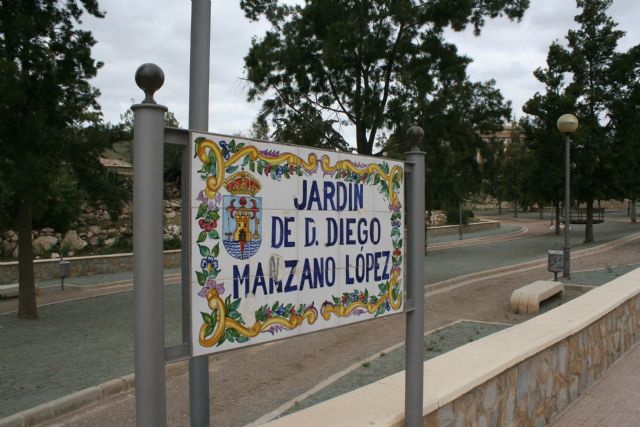 JARDÍN
DE D. DIEGO
MANZANO LÓPEZ